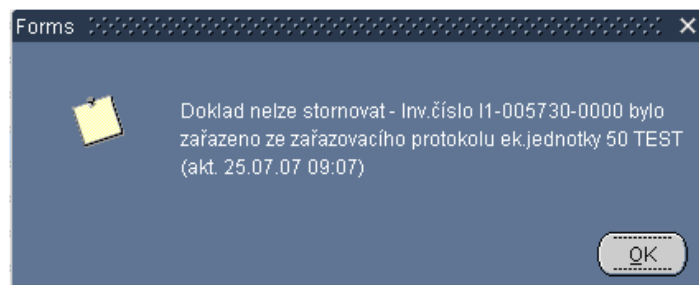 Forms
Doklad nelze stornovat - Inv.číslo I1-005730-0000 bylo
zařazeno ze zařazovacího protokolu ek.jednotky 50 TEST
(akt. 25.07.07 09:07)
OK